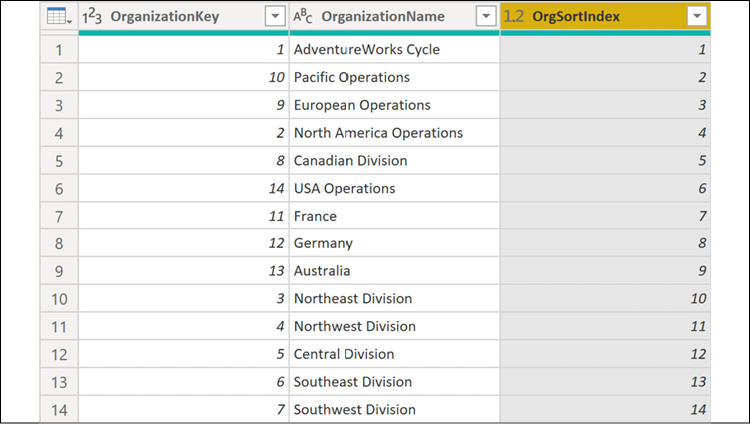 1²3 OrganizationKey AᴮC OrganizationName 1.2 OrgSortIndex
1 1 AdventureWorks Cycle 1
2 10 Pacific Operations 2
3 9 European Operations 3
4 2 North America Operations 4
5 8 Canadian Division 5
6 14 USA Operations 6
7 11 France 7
8 12 Germany 8
9 13 Australia 9
10 3 Northeast Division 10
11 4 Northwest Division 11
12 5 Central Division 12
13 6 Southeast Division 13
14 7 Southwest Division 14